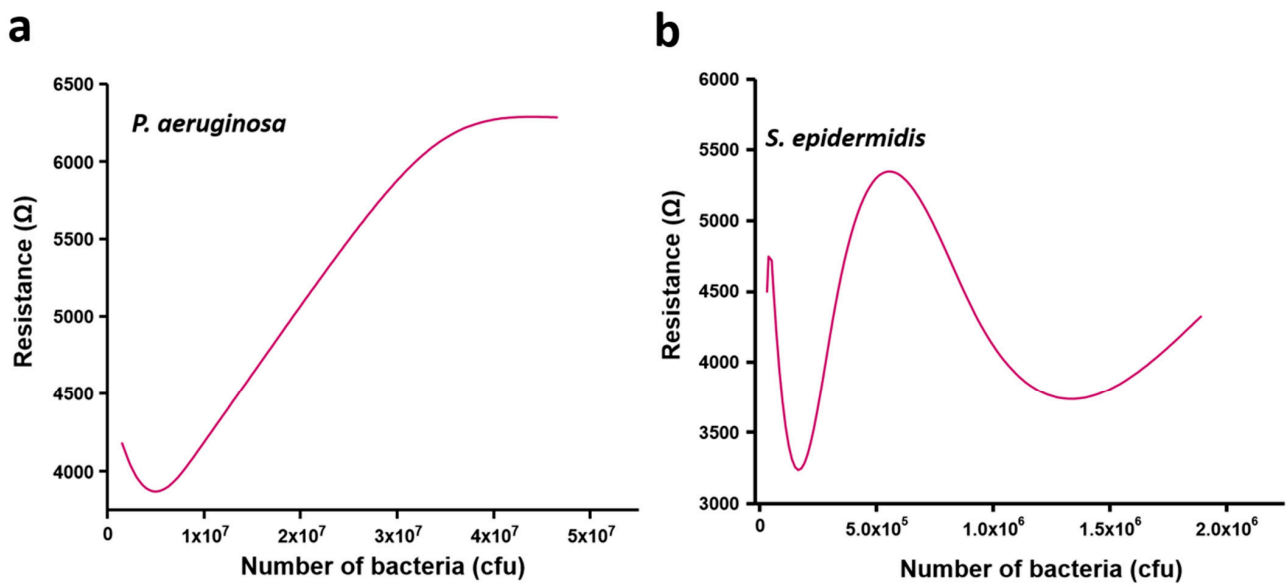 a
P. aeruginosa
Resistance (Ω)
6500
6000
5500
5000
4500
4000
0
1x10⁷
2x10⁷
3x10⁷
4x10⁷
5x10⁷
Number of bacteria (cfu)
b
S. epidermidis
Resistance (Ω)
6000
5500
5000
4500
4000
3500
3000
0
5.0x10⁵
1.0x10⁶
1.5x10⁶
2.0x10⁶
Number of bacteria (cfu)